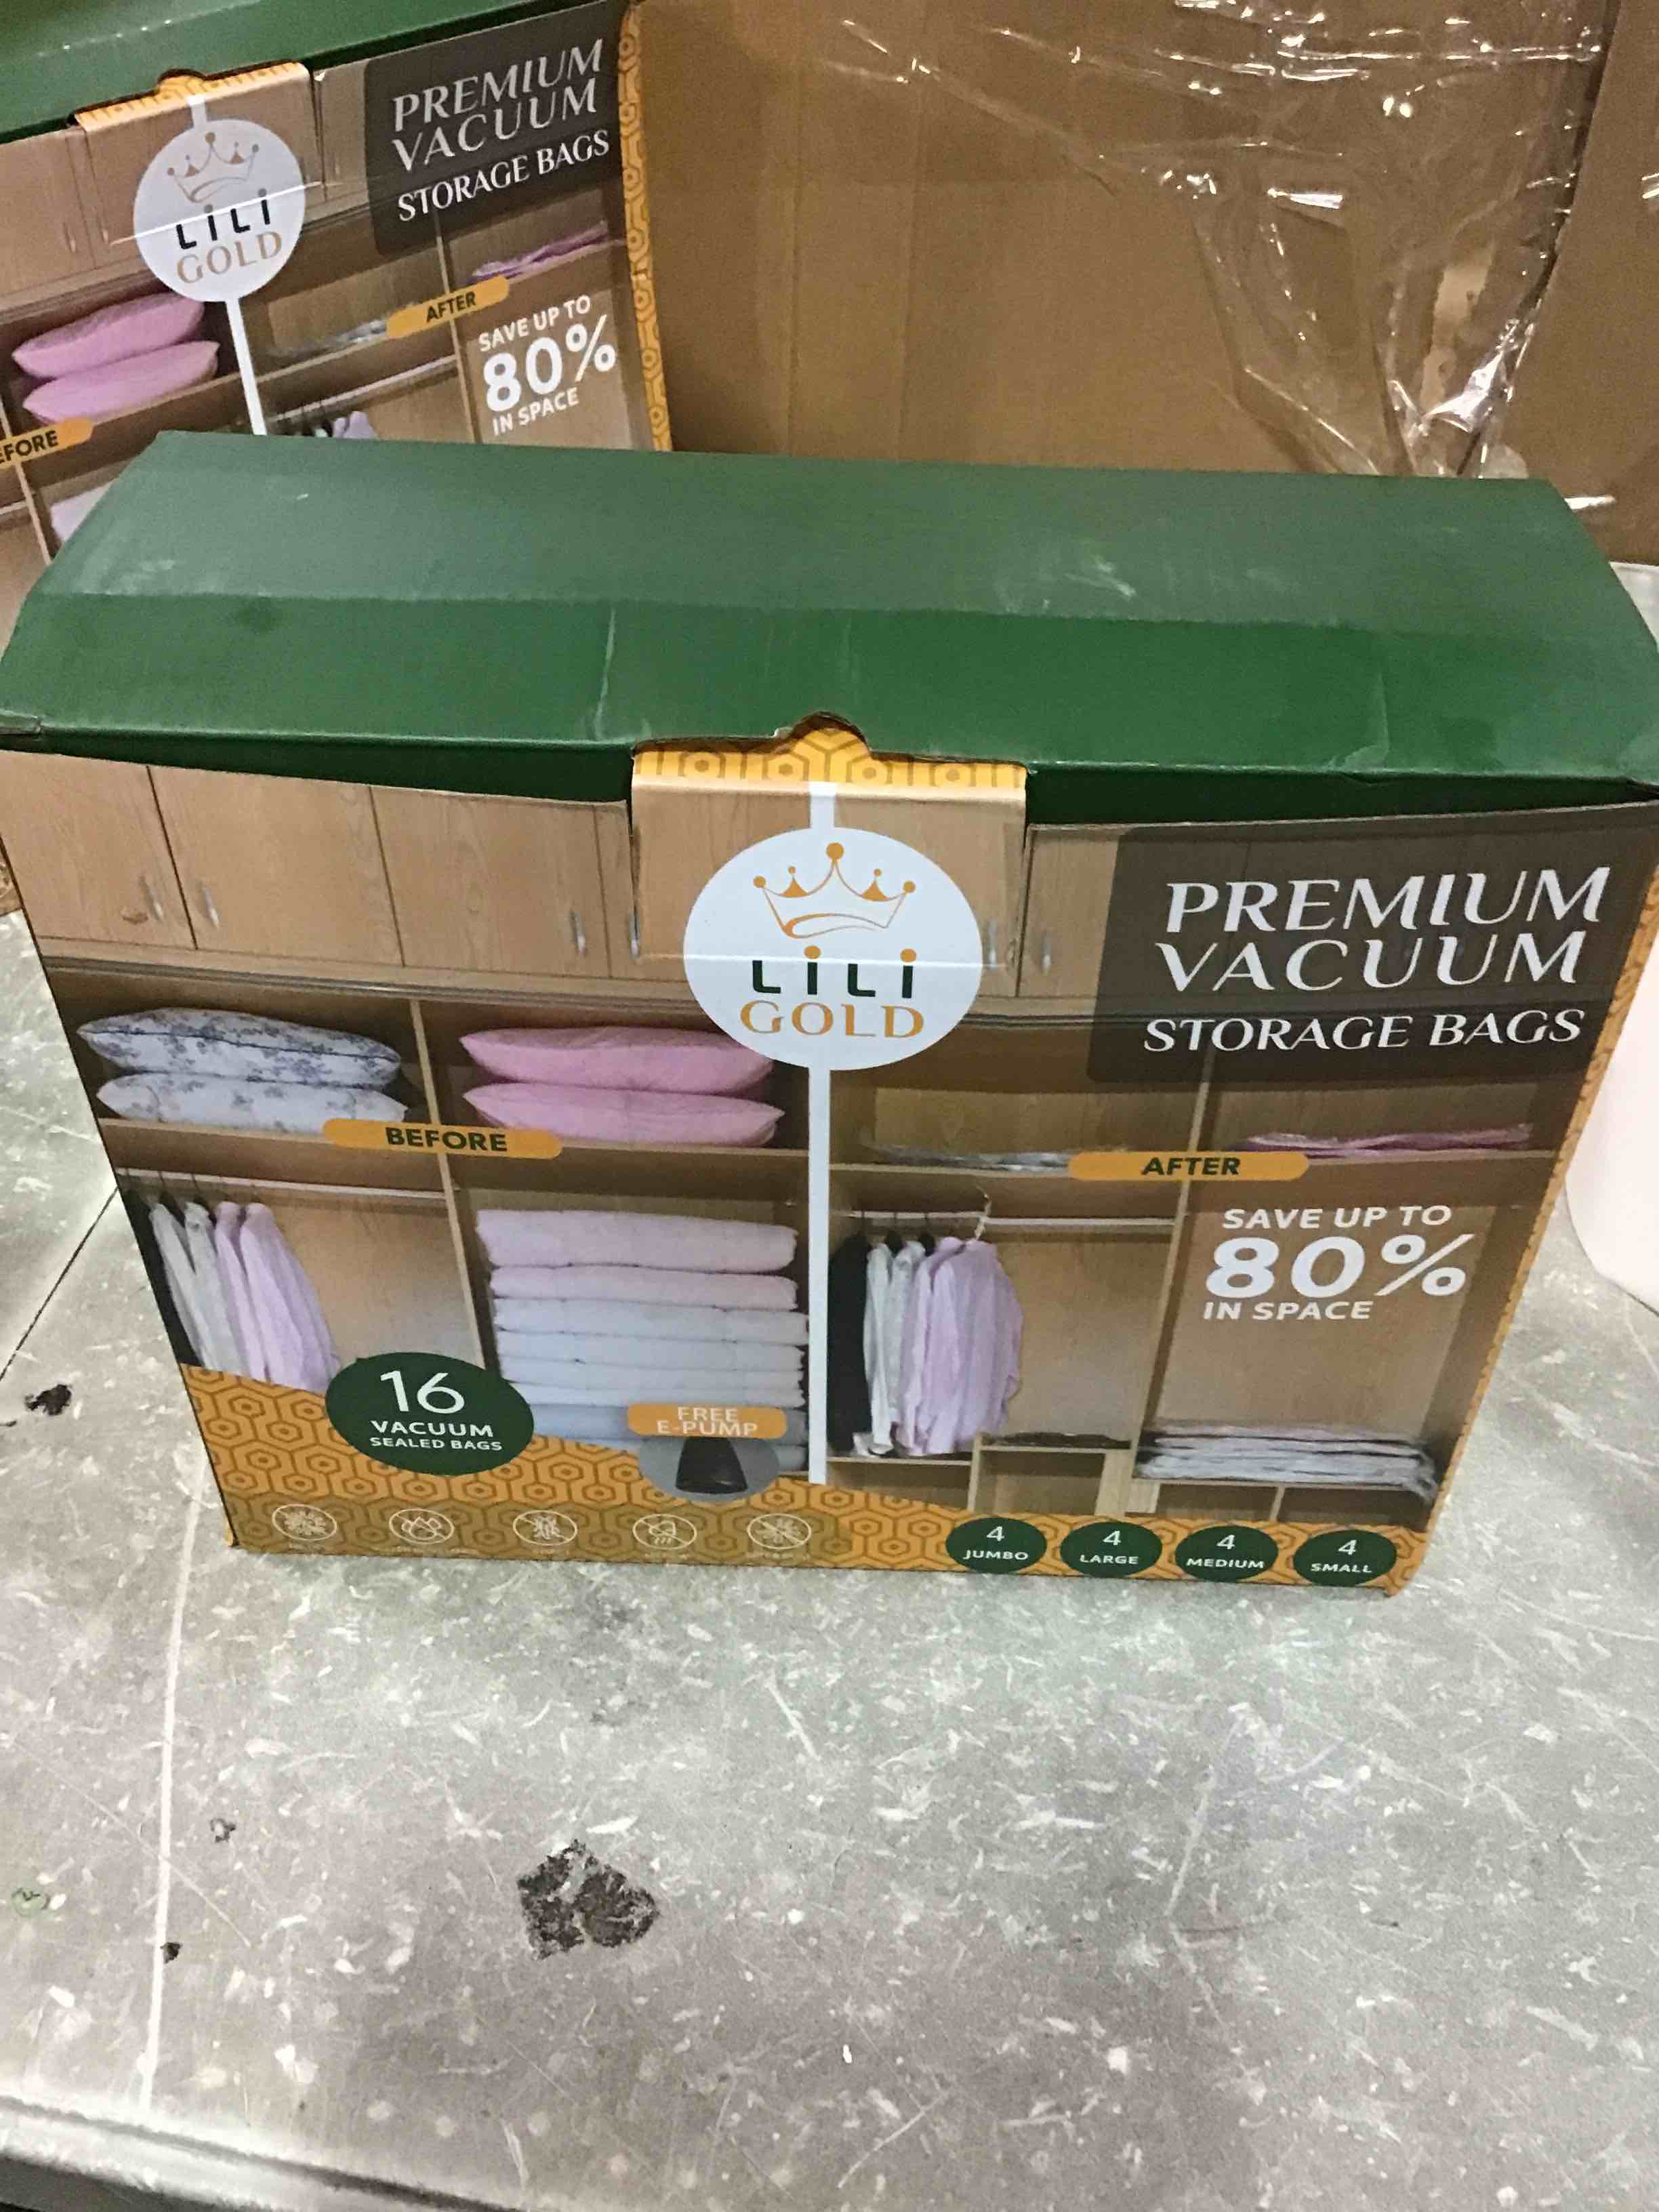 PREMIUM
VACUUM
STORAGE BAGS
LiLi
GOLD
AFTER
SAVE UP TO
80%
IN SPACE
EFORE
LiLi
GOLD
PREMIUM
VACUUM
STORAGE BAGS
BEFORE
AFTER
SAVE UP TO
80%
IN SPACE
16
VACUUM
SEALED BAGS
FREE
E-PUMP
4
JUMBO
4
LARGE
4
MEDIUM
4
SMALL